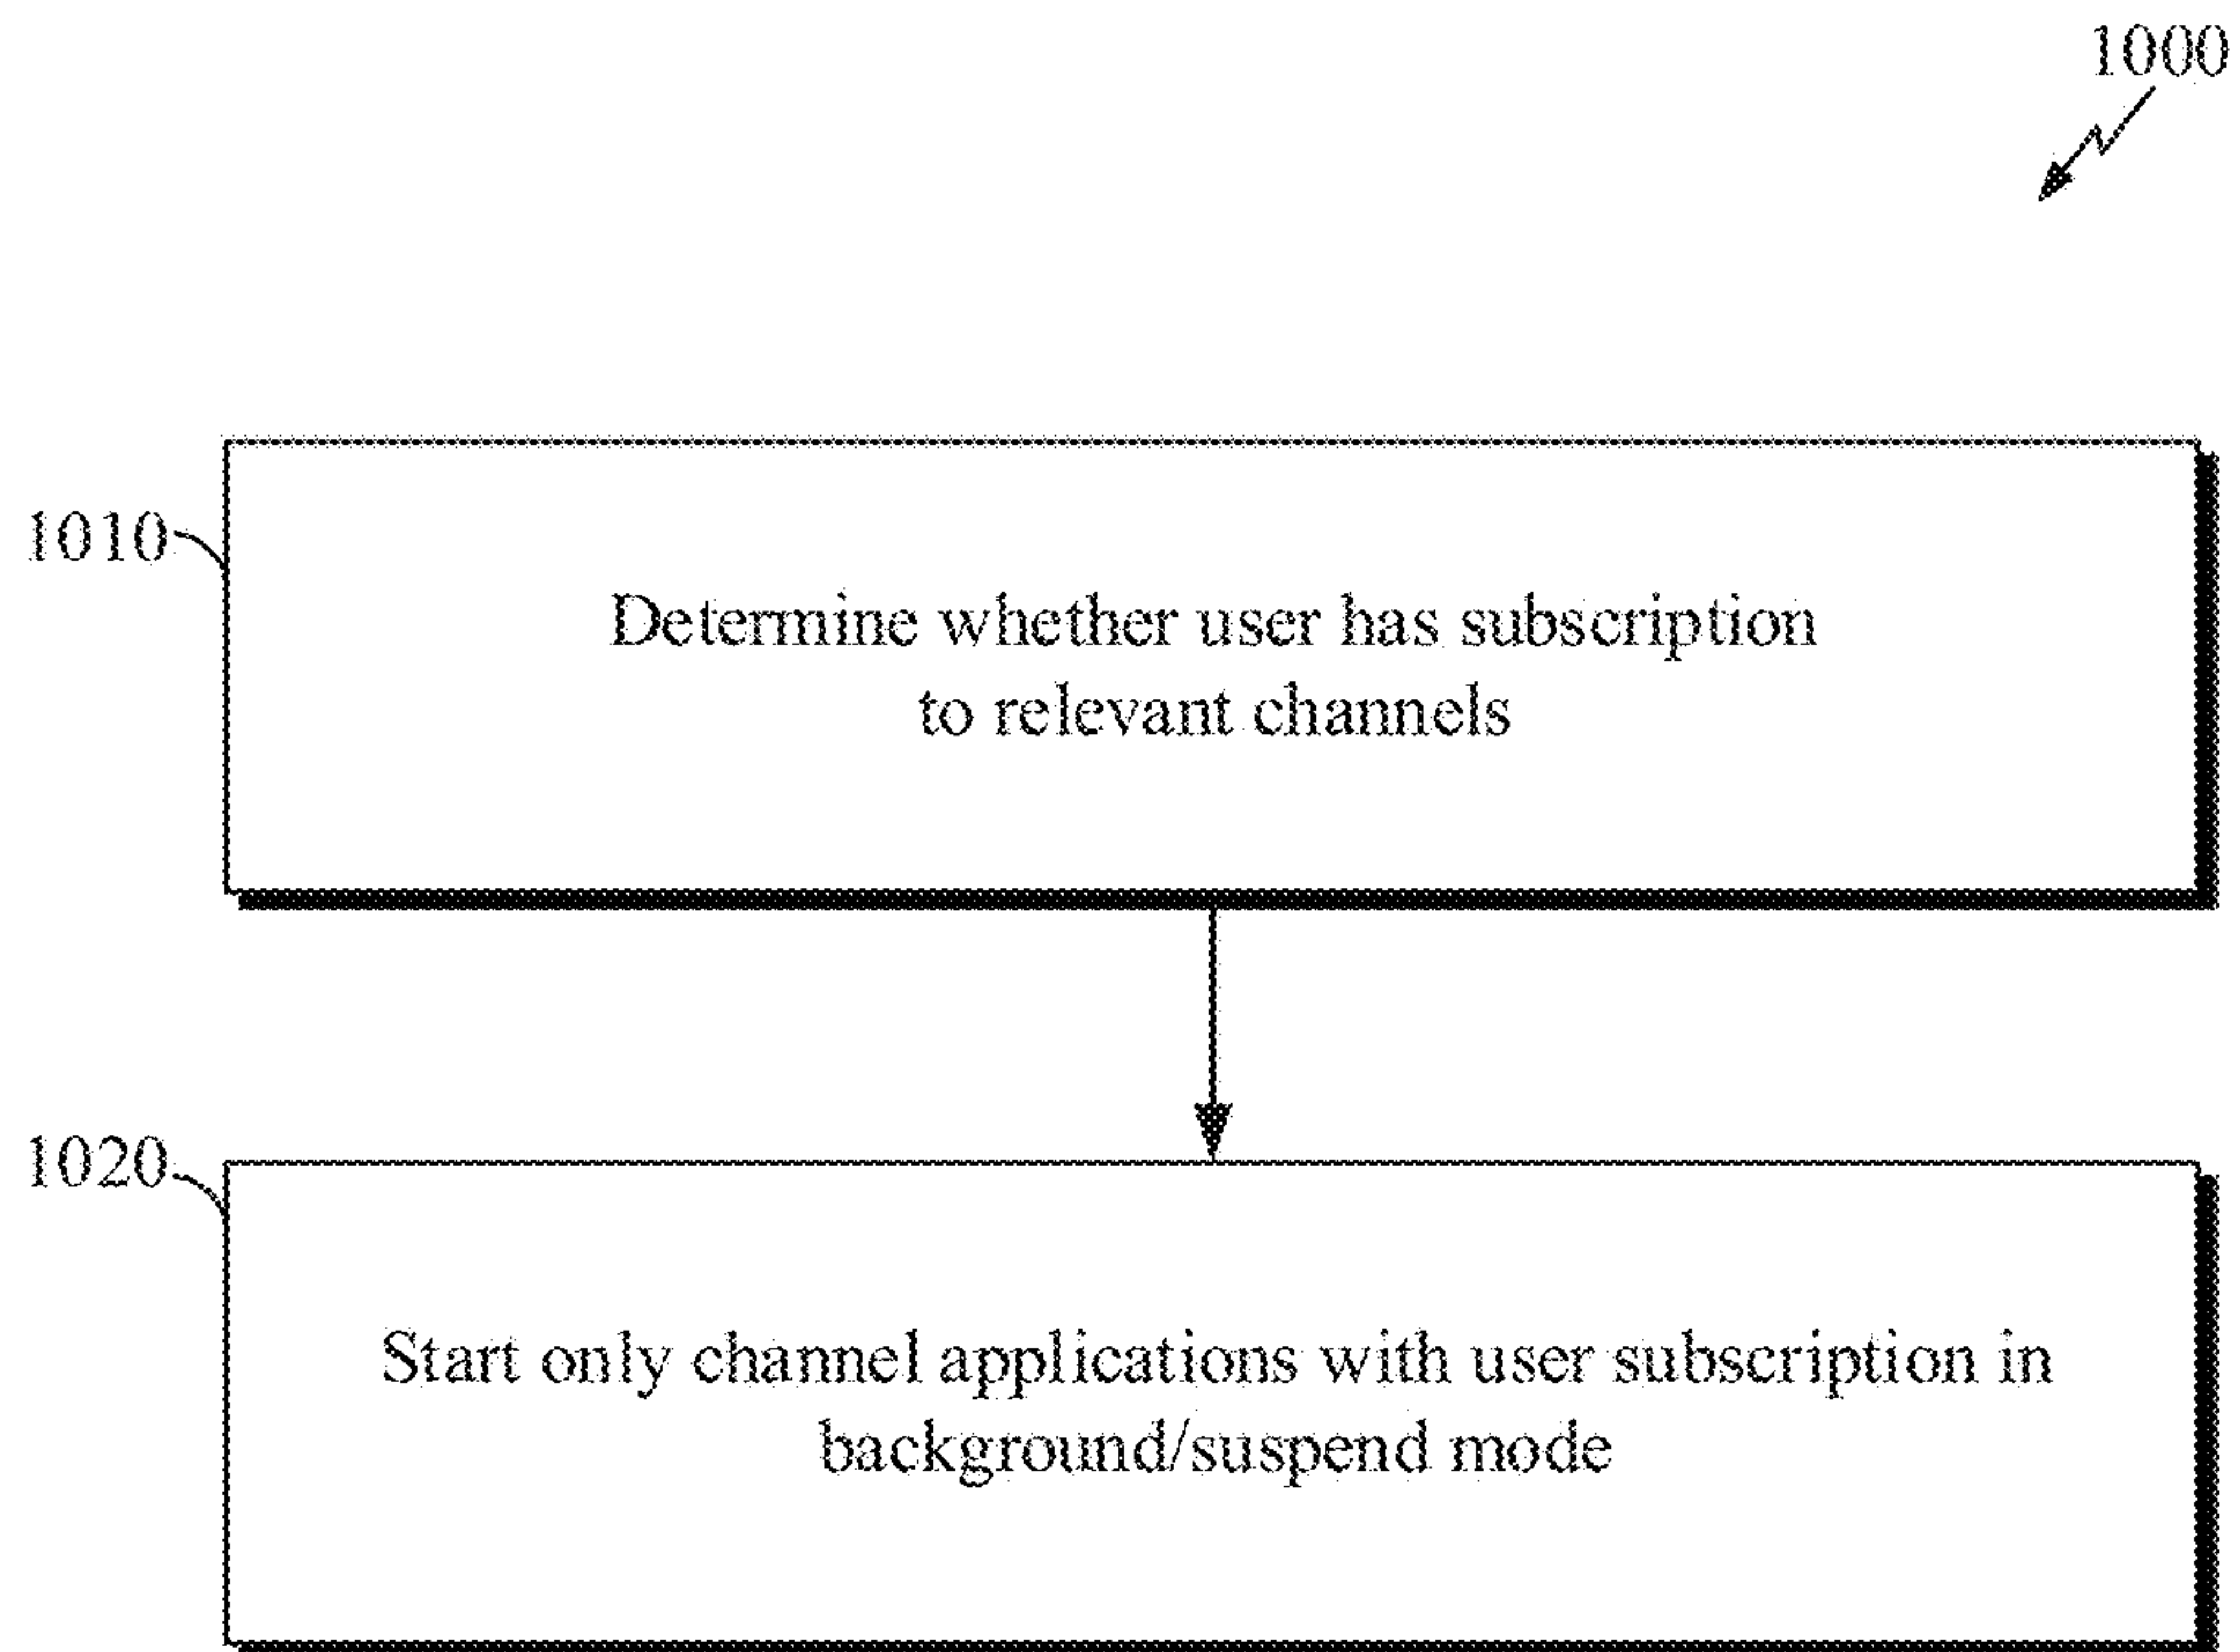 1000
1010
Determine whether user has subscription
to relevant channels
1020
Start only channel applications with user subscription in
background/suspend mode